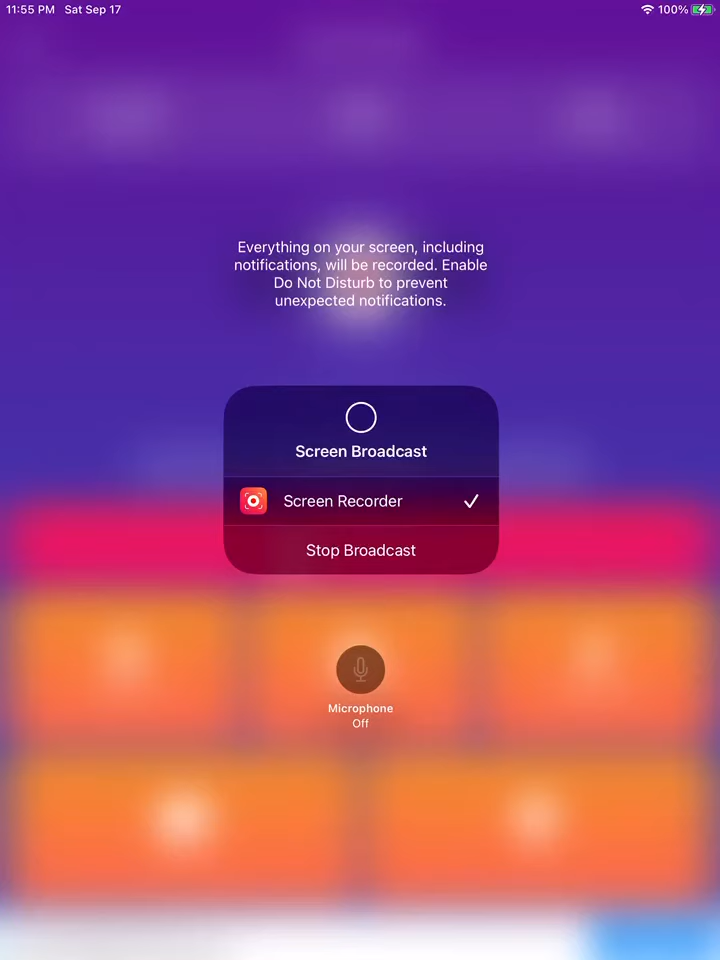 11:55 PM Sat Sep 17 100%
Everything on your screen, including
notifications, will be recorded. Enable
Do Not Disturb to prevent
unexpected notifications.
Screen Broadcast
Screen Recorder
Stop Broadcast
Microphone
Off